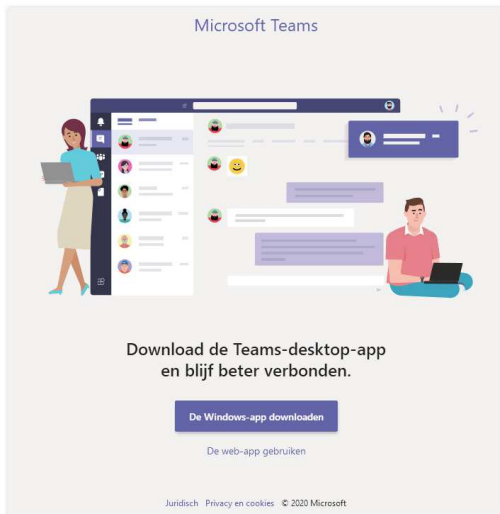 Microsoft Teams
Download de Teams-desktop-app
en blijf beter verbonden.
De Windows-app downloaden
De web-app gebruiken
Juridisch Privacy en cookies © 2020 Microsoft